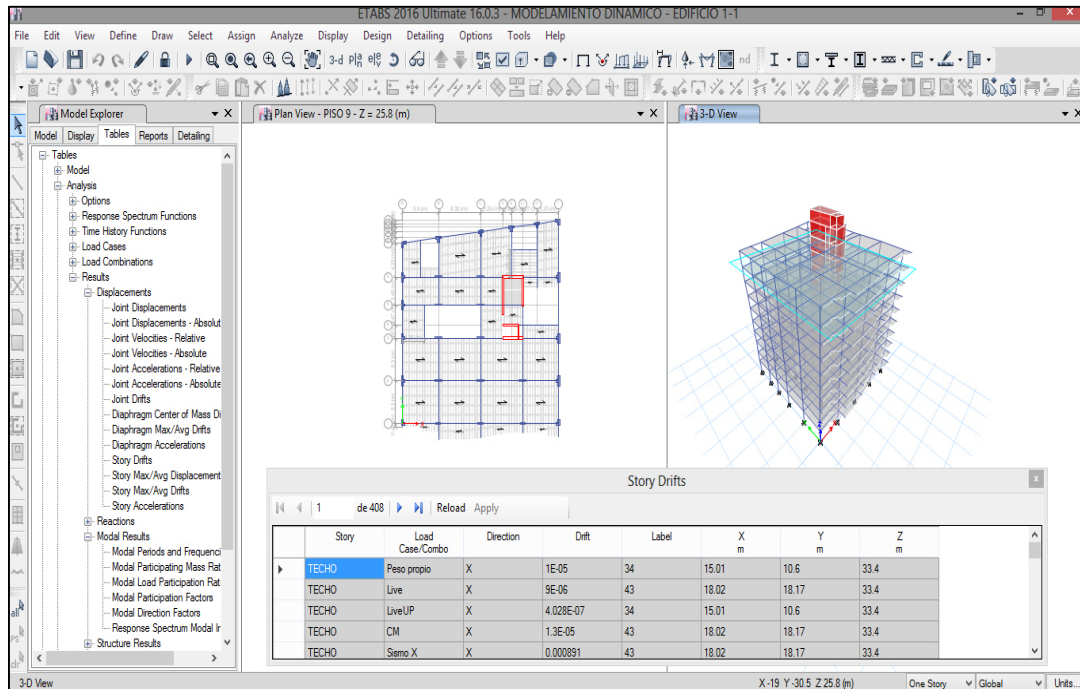 ETABS 2016 Ultimate 16.0.3 - MODELAMIENTO DINAMICO - EDIFICIO 1-1
File Edit View Define Draw Select Assign Analyze Display Design Detailing Options Tools Help
3-d
nd
Model Explorer
Model Display Tables Reports Detailing
Tables
Model
Analysis
Options
Response Spectrum Functions
Time History Functions
Load Cases
Load Combinations
Results
Displacements
Joint Displacements
Joint Displacements - Absolut
Joint Velocities - Relative
Joint Velocities - Absolute
Joint Accelerations - Relative
Joint Accelerations - Absolute
Joint Drifts
Diaphragm Center of Mass Di
Diaphragm Max/Avg Drifts
Diaphragm Accelerations
Story Drifts
Story Max/Avg Displacement
Story Max/Avg Drifts
Story Accelerations
Reactions
Modal Results
Modal Periods and Frequenci
Modal Participating Mass Rat
Modal Load Participation Rat
Modal Participation Factors
Modal Direction Factors
Response Spectrum Modal Ir
Structure Results
all
Plan View - PISO 9 - Z = 25.8 (m)
3-D View
Story Drifts
1 de 408 Reload Apply
Story Load Case/Combo Direction Drift Label X m Y m Z m
TECHO Peso propio X 1E-05 34 15.01 10.6 33.4
TECHO Live X 9E-06 43 18.02 18.17 33.4
TECHO LiveUP X 4.028E-07 34 15.01 10.6 33.4
TECHO CM X 1.3E-05 43 18.02 18.17 33.4
TECHO Sismo X X 0.000891 43 18.02 18.17 33.4
3-D View X -19 Y -30.5 Z 25.8 (m) One Story Global Units...